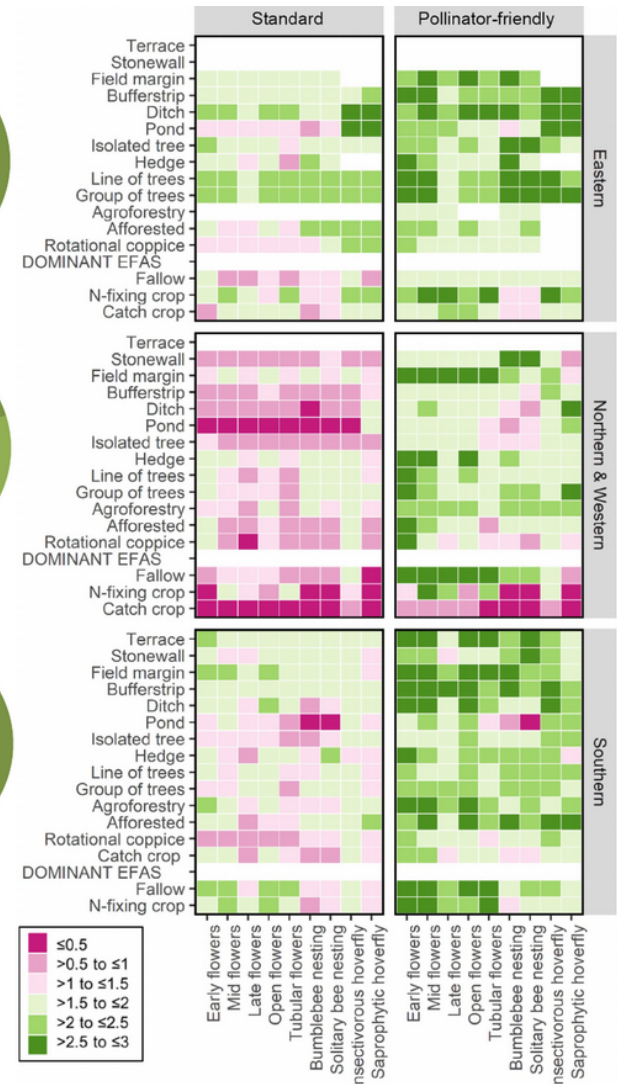 Standard
Pollinator-friendly
Terrace
Stonewall
Field margin
Bufferstrip
Ditch
Pond
Isolated tree
Hedge
Line of trees
Group of trees
Agroforestry
Afforested
Rotational coppice
DOMINANT EFAS
Fallow
N-fixing crop
Catch crop
Eastern
Terrace
Stonewall
Field margin
Bufferstrip
Ditch
Pond
Isolated tree
Hedge
Line of trees
Group of trees
Agroforestry
Afforested
Rotational coppice
DOMINANT EFAS
Fallow
N-fixing crop
Catch crop
Northern & Western
Terrace
Stonewall
Field margin
Bufferstrip
Ditch
Pond
Isolated tree
Hedge
Line of trees
Group of trees
Agroforestry
Afforested
Rotational coppice
Catch crop
DOMINANT EFAS
Fallow
N-fixing crop
Southern
Early flowers
Mid flowers
Late flowers
Open flowers
Tubular flowers
Bumblebee nesting
Solitary bee nesting
nsectivorous hoverfly
Saprophytic hoverfly
Early flowers
Mid flowers
Late flowers
Open flowers
Tubular flowers
Bumblebee nesting
Solitary bee nesting
nsectivorous hoverfly
Saprophytic hoverfly
≤0.5
>0.5 to ≤1
>1 to ≤1.5
>1.5 to ≤2
>2 to ≤2.5
>2.5 to ≤3